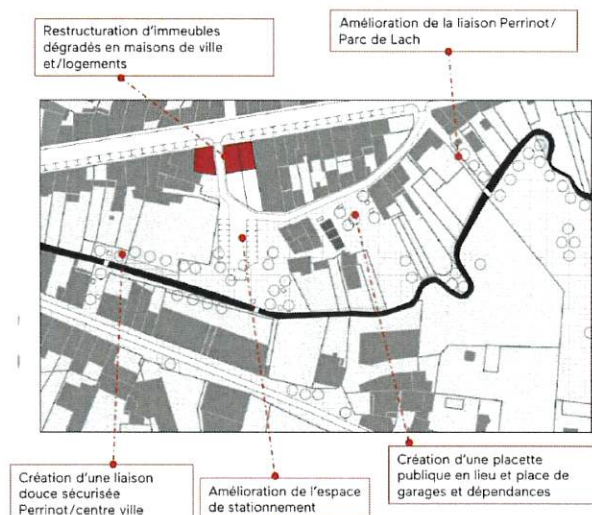 Restructuration d'immeubles
dégradés en maisons de ville
et/logements
Amélioration de la liaison Perrinot/
Parc de Lach
Création d'une liaison
douce sécurisée
Perrinot/centre ville
Amélioration de l'espace
de stationnement
Création d'une placette
publique en lieu et place de
garages et dépendances